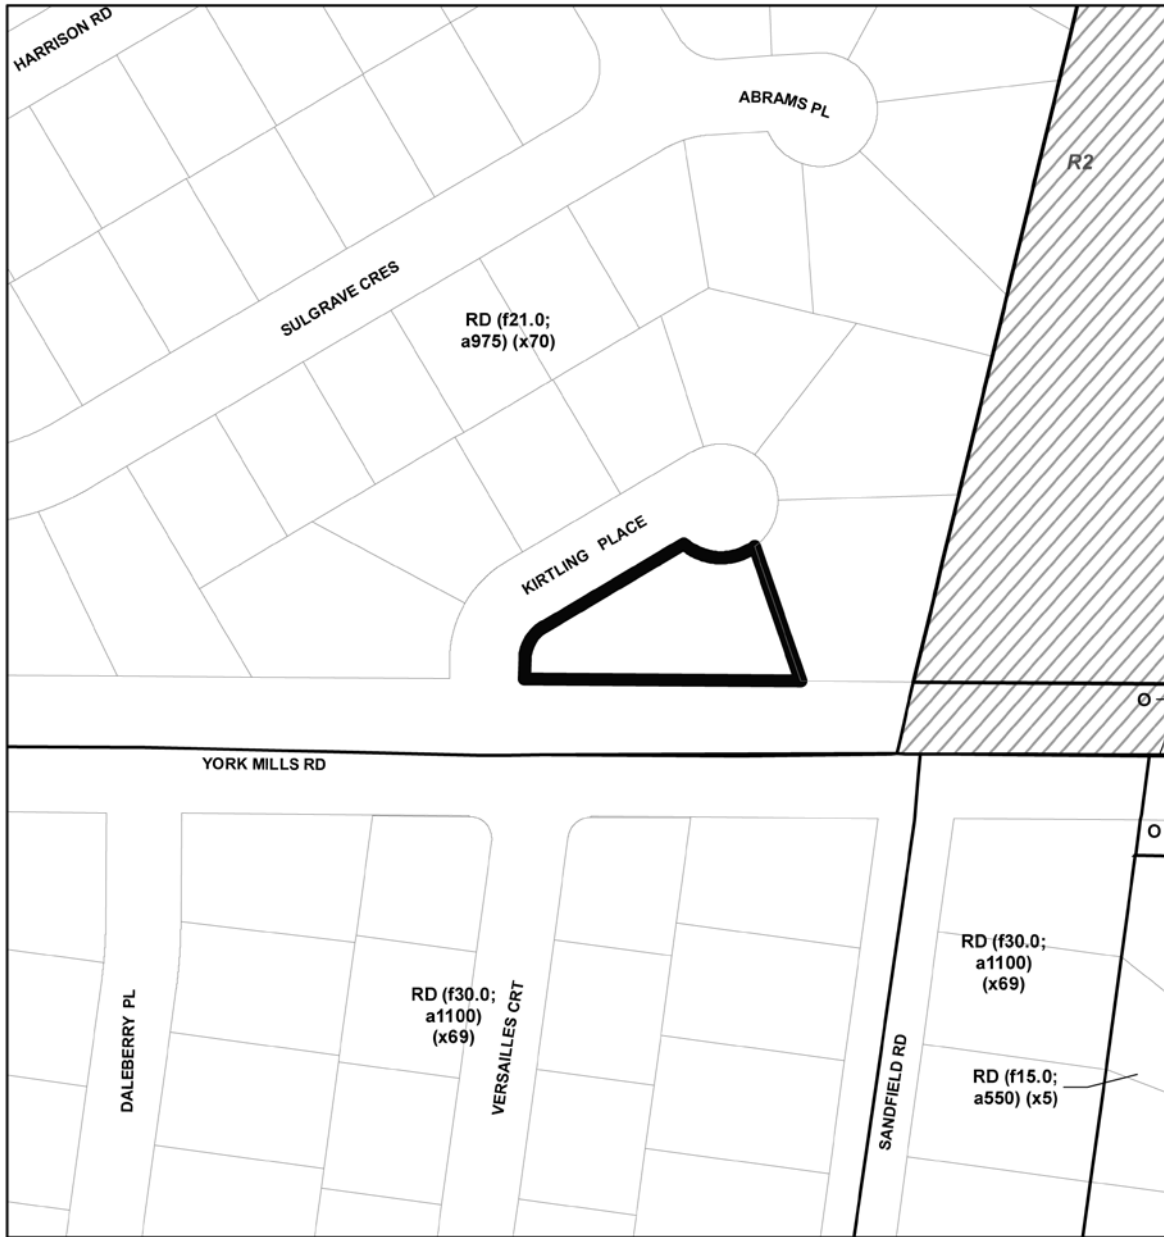 HARRISON RD
ABRAMS PL
R2
SULGRAVE CRES
RD (f21.0;
a975) (x70)
KIRTLING PLACE
O
YORK MILLS RD
O
RD (f30.0;
a1100)
(x69)
RD (f30.0;
a1100)
(x69)
DALEBERRY PL
VERSAILLES CRT
SANDFIELD RD
RD (f15.0;
a550) (x5)